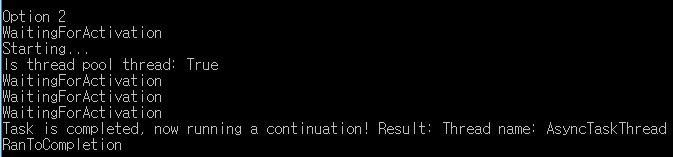 Option 2
WaitingForActivation
Starting...
Is thread pool thread: True
WaitingForActivation
WaitingForActivation
WaitingForActivation
Task is completed, now running a continuation! Result: Thread name: AsyncTaskThread
RanToCompletion